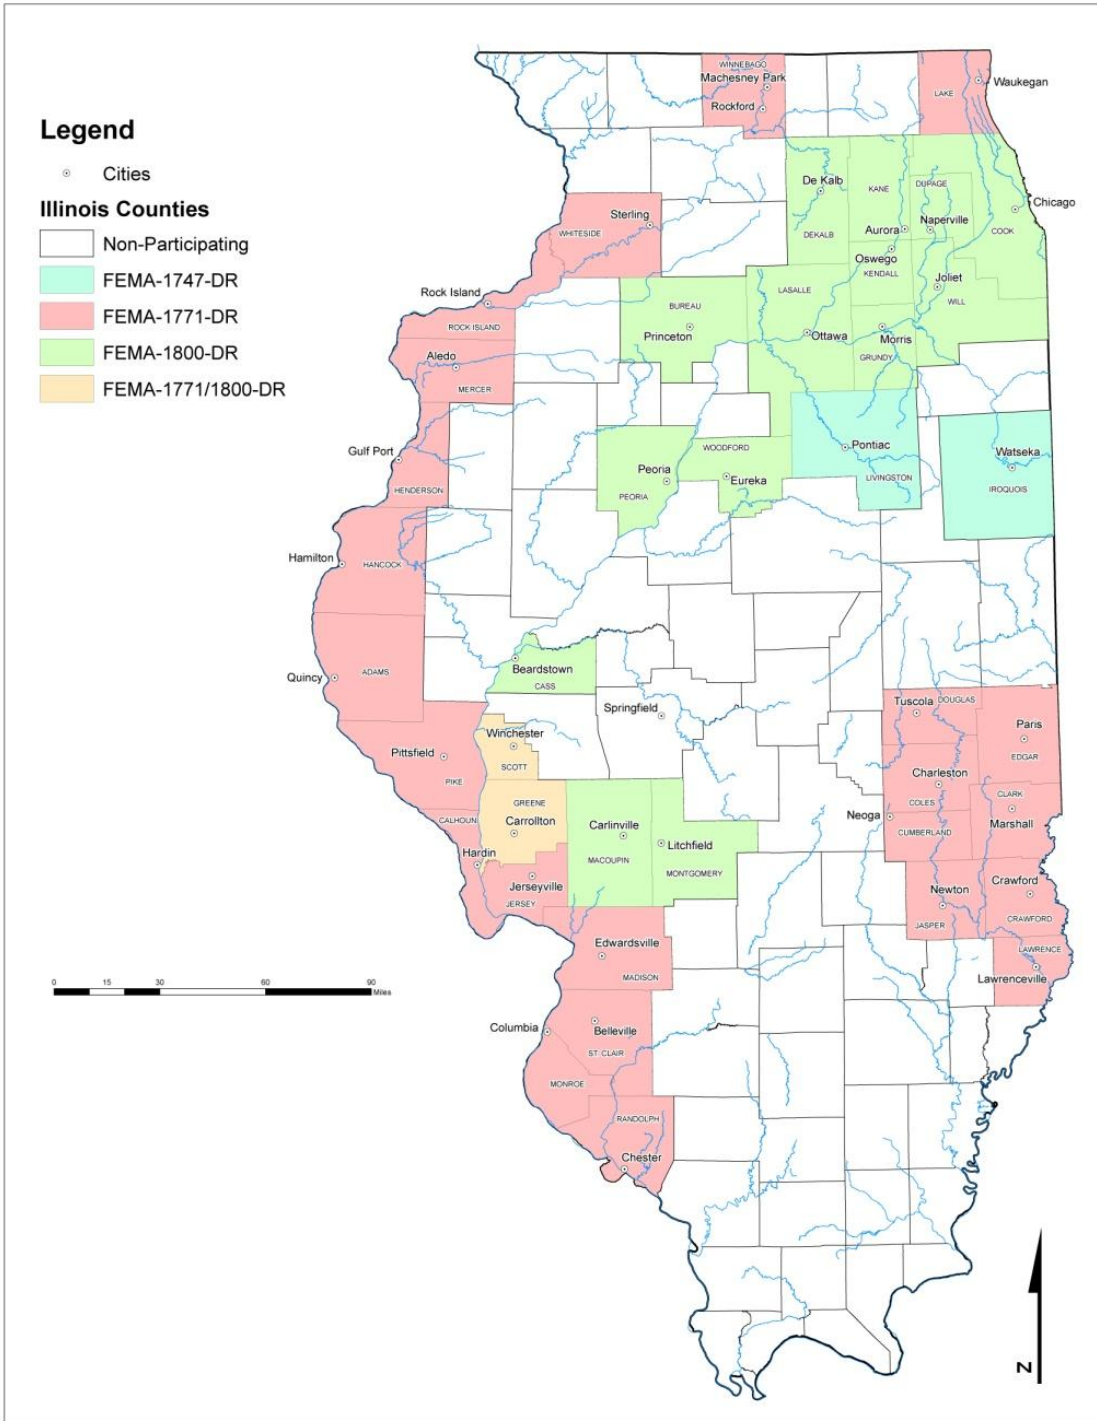 Legend
Cities
Illinois Counties
Non-Participating
FEMA-1747-DR
FEMA-1771-DR
FEMA-1800-DR
FEMA-1771/1800-DR
WINNEBAGO
Machesney Park
Rockford
LAKE
Waukegan
De Kalb
KANE
DUPAGE
Chicago
Sterling
WHITESIDE
DEKALB
Aurora
Naperville
COOK
Oswego
KENDALL
Joliet
Rock Island
BUREAU
LASALLE
WILL
ROCK ISLAND
Princeton
Ottawa
Morris
Aledo
GRUNDY
MERCER
Gulf Port
WOODFORD
Pontiac
Watseka
Peoria
Eureka
LIVINGSTON
HENDERSON
PEORIA
IROQUOIS
Hamilton
HANCOCK
Quincy
ADAMS
Beardstown
CASS
Tuscola
DOUGLAS
Springfield
Paris
Winchester
Pittsfield
SCOTT
EDGAR
PIKE
Charleston
GREENE
COLES
CLARK
CALHOUN
Carrollton
Carlinville
Neoga
Marshall
CUMBERLAND
Hardin
MACOUPIN
Litchfield
MONTGOMERY
Jerseyville
JERSEY
Newton
Crawford
JASPER
CRAWFORD
Edwardsville
LAWRENCE
MADISON
Lawrenceville
0 15 30 60 90
Miles
Columbia
Belleville
ST. CLAIR
MONROE
RANDOLPH
Chester
N